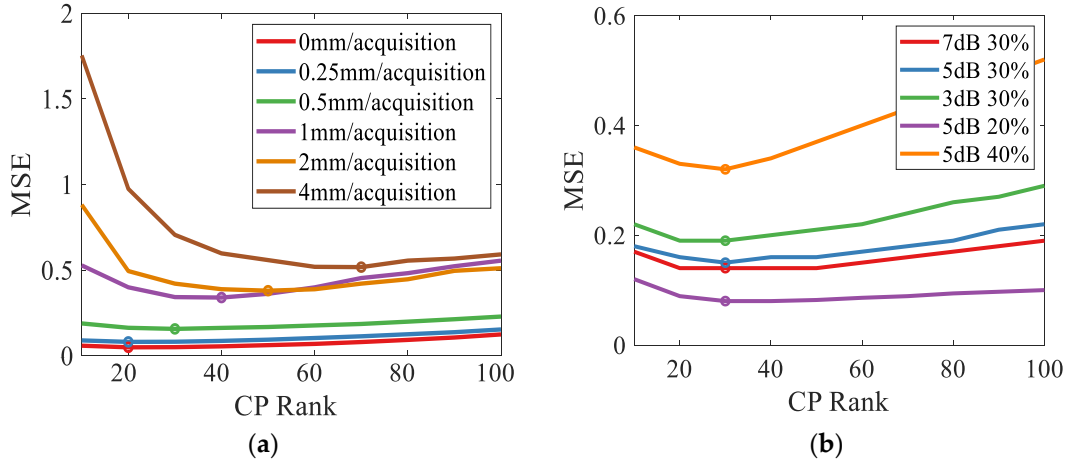 2
1.5
1
0.5
0
MSE
20
40
60
80
100
CP Rank
0mm/acquisition
0.25mm/acquisition
0.5mm/acquisition
1mm/acquisition
2mm/acquisition
4mm/acquisition
(a)
0.6
0.4
0.2
0
MSE
20
40
60
80
100
CP Rank
7dB 30%
5dB 30%
3dB 30%
5dB 20%
5dB 40%
(b)